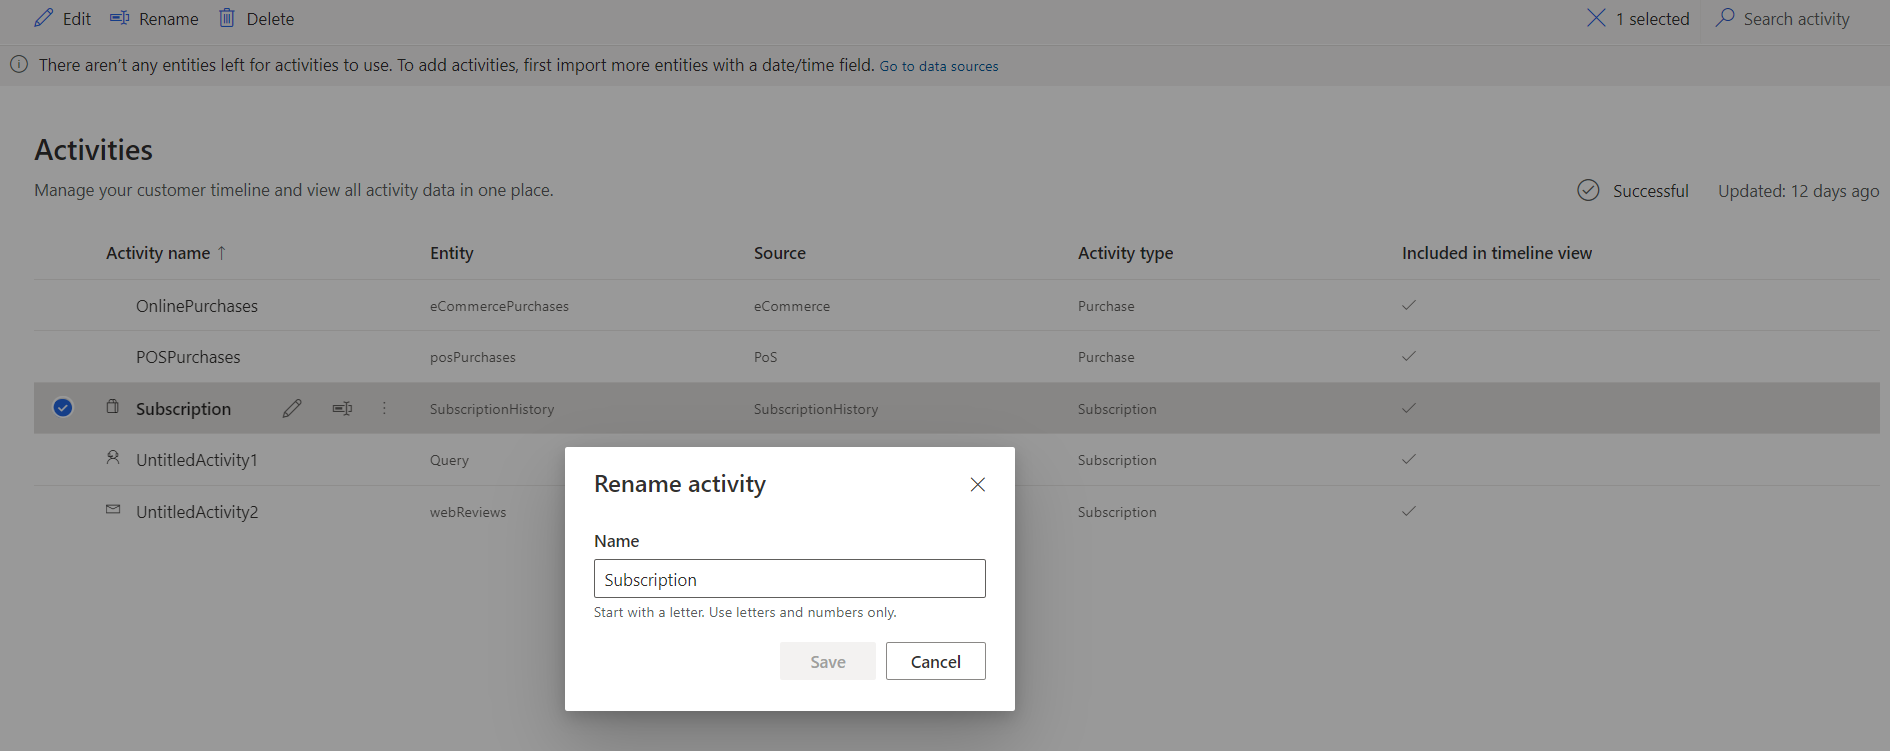 Edit Rename Delete 1 selected Search activity
There aren't any entities left for activities to use. To add activities, first import more entities with a date/time field. Go to data sources
Activities
Manage your customer timeline and view all activity data in one place.
Successful Updated: 12 days ago
Activity name ↑ Entity Source Activity type Included in timeline view
OnlinePurchases eCommercePurchases eCommerce Purchase
POSPurchases posPurchases PoS Purchase
Subscription SubscriptionHistory SubscriptionHistory Subscription
UntitledActivity1 Query Subscription
UntitledActivity2 webReviews Subscription
Rename activity
Name
Subscription
Start with a letter. Use letters and numbers only.
Save Cancel